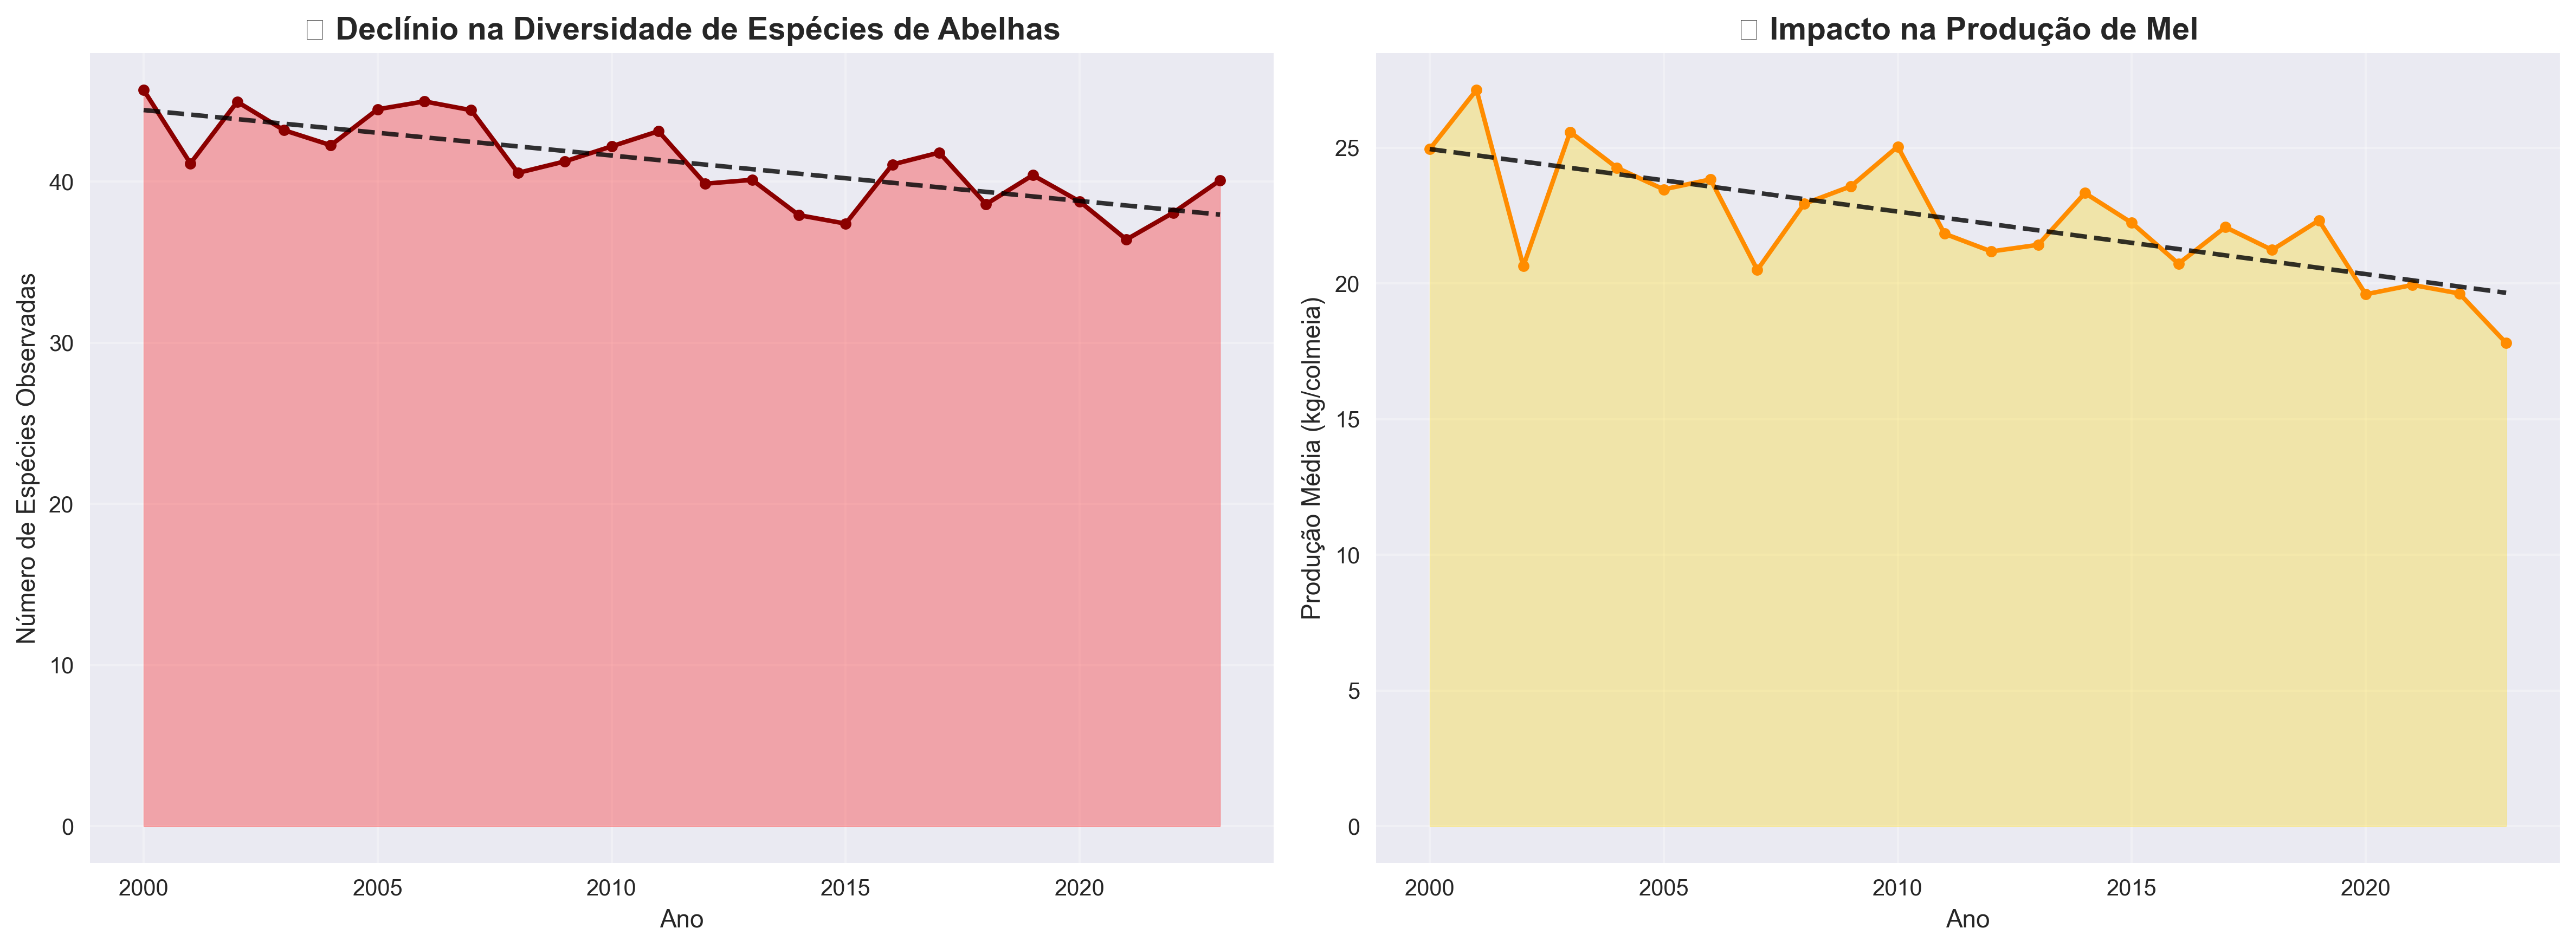 Declínio na Diversidade de Espécies de Abelhas
Número de Espécies Observadas
40
30
20
10
0
2000 2005 2010 2015 2020
Ano
Impacto na Produção de Mel
Produção Média (kg/colmeia)
25
20
15
10
5
0
2000 2005 2010 2015 2020
Ano